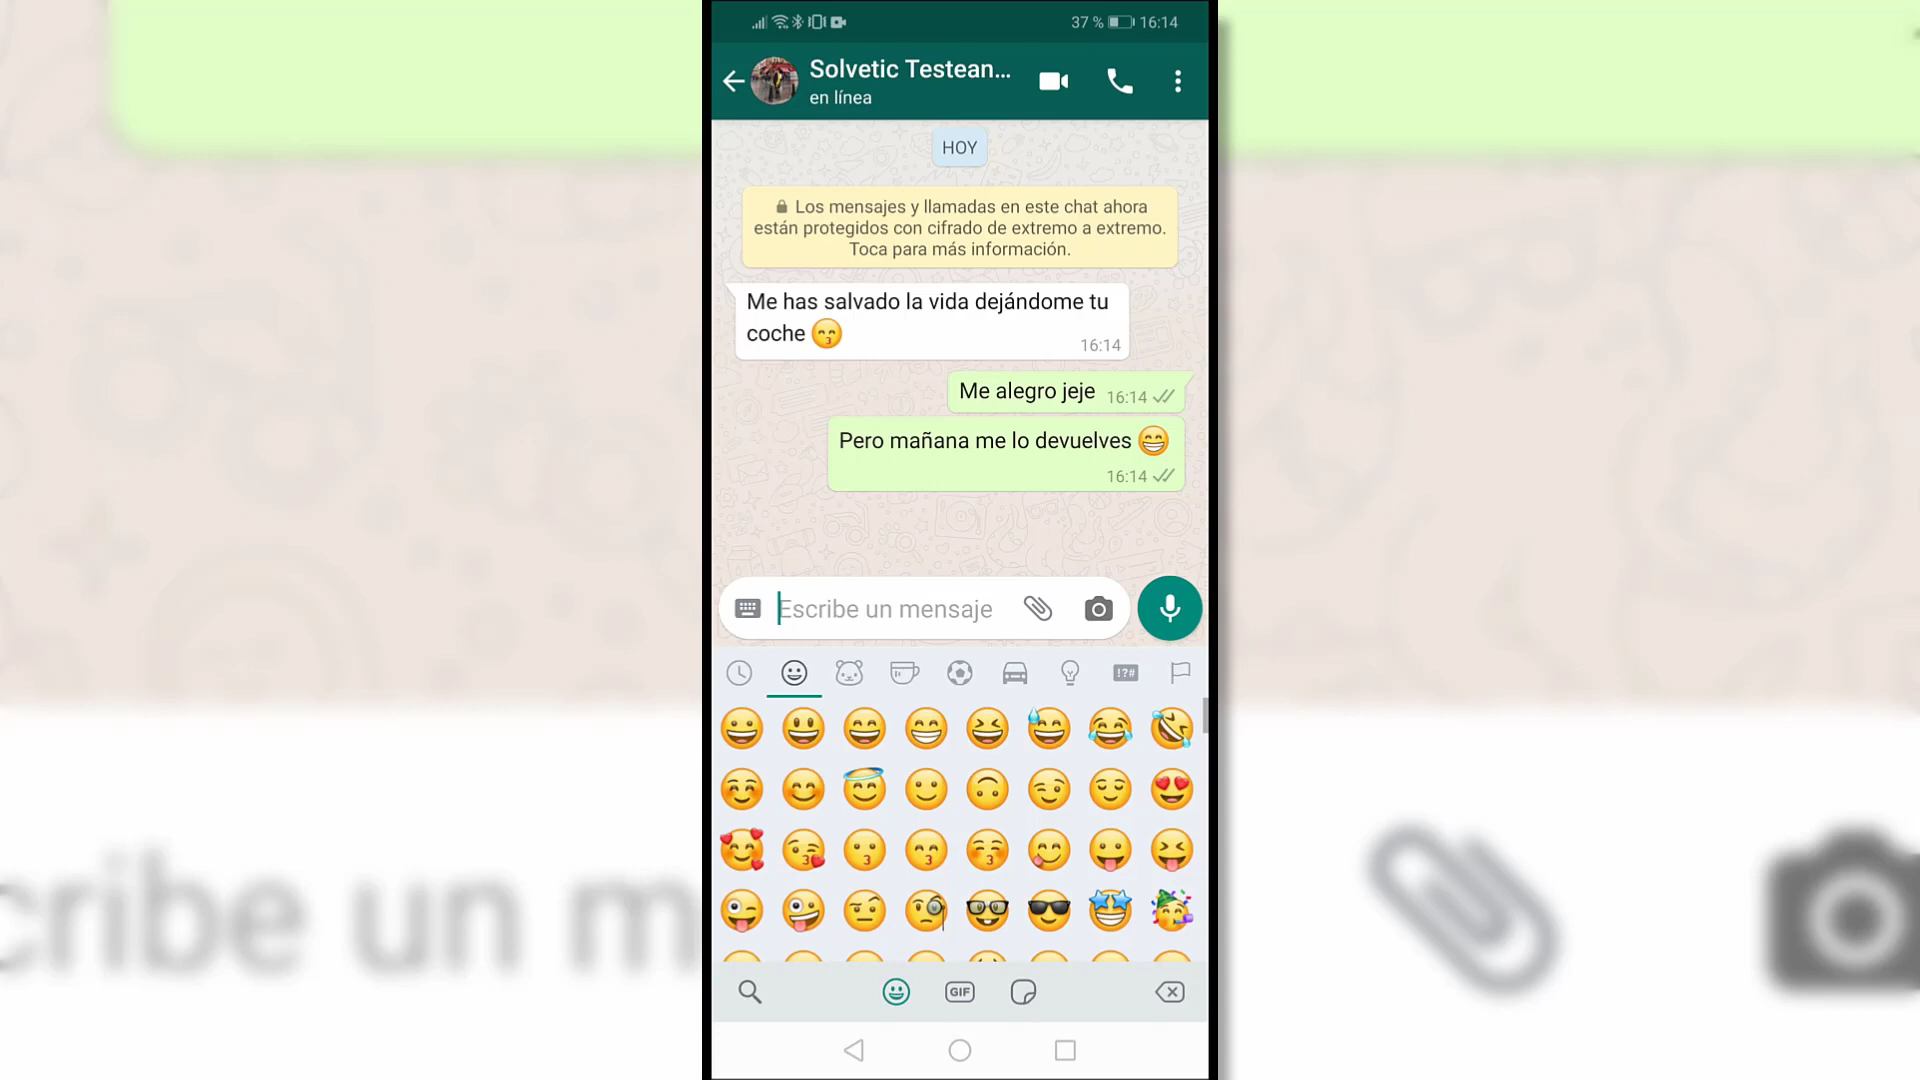 37 % 16:14
Solvetic Testean...
en línea
HOY
Los mensajes y llamadas en este chat ahora
están protegidos con cifrado de extremo a extremo.
Toca para más información.
Me has salvado la vida dejándome tu
coche 😙
16:14
Me alegro jeje 16:14
Pero mañana me lo devuelves 😁
16:14
Escribe un mensaje
!?#
GIF
cribe un m